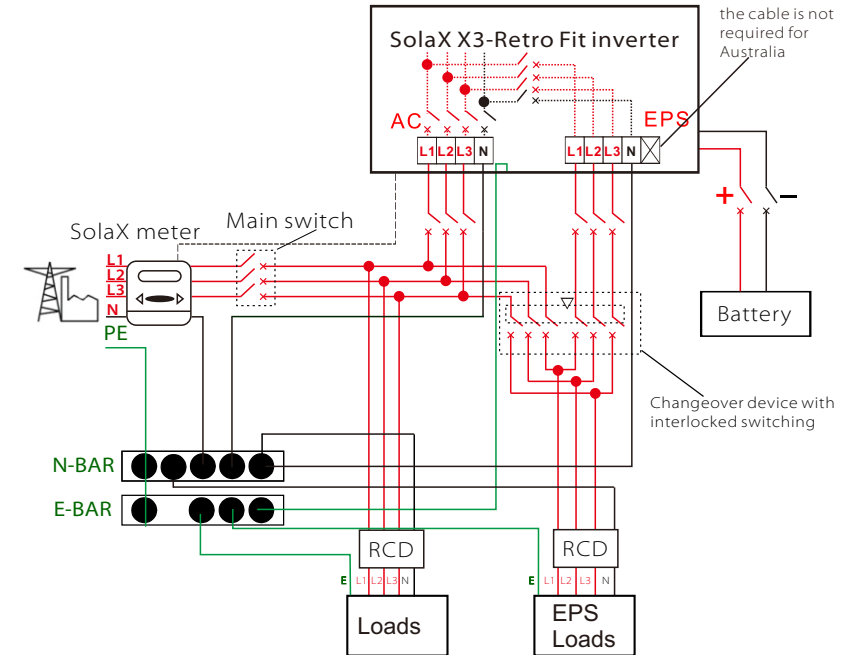 the cable is not
required for
Australia
SolaX X3-Retro Fit inverter
AC
EPS
L1 L2 L3 N
L1 L2 L3 N
SolaX meter
Main switch
L1
L2
L3
N
PE
+
–
Battery
Changeover device with
interlocked switching
N-BAR
E-BAR
RCD
RCD
E L1 L2 L3 N
E L1 L2 L3 N
Loads
EPS
Loads